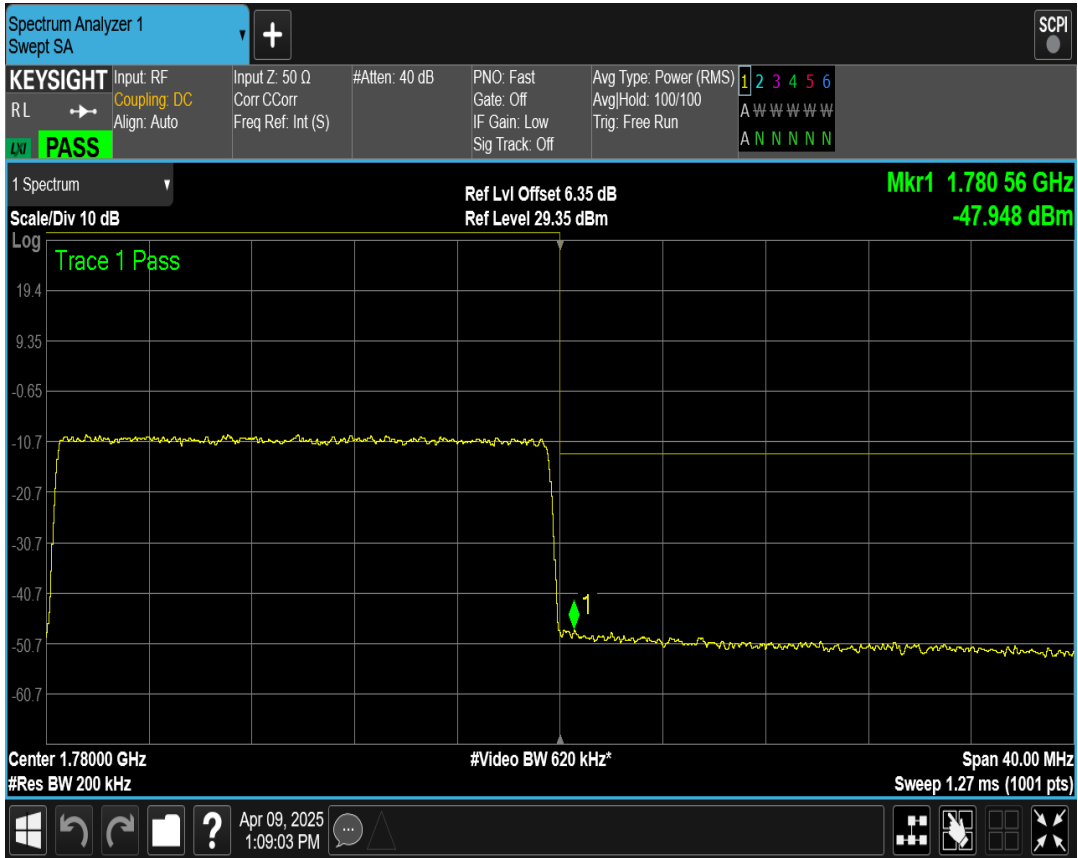 Spectrum Analyzer 1
Swept SA
+
SCPI
KEYSIGHT
R L
LXI
PASS
Input: RF
Coupling: DC
Align: Auto
Input Z: 50 Ω
Corr CCorr
Freq Ref: Int (S)
#Atten: 40 dB
PNO: Fast
Gate: Off
IF Gain: Low
Sig Track: Off
Avg Type: Power (RMS)
Avg|Hold: 100/100
Trig: Free Run
1 2 3 4 5 6
A W W W W W
A N N N N N
1 Spectrum
Scale/Div 10 dB
Ref Lvl Offset 6.35 dB
Ref Level 29.35 dBm
Mkr1 1.780 56 GHz
-47.948 dBm
Log
Trace 1 Pass
19.4
9.35
-0.65
-10.7
-20.7
-30.7
-40.7
1
-50.7
-60.7
Center 1.78000 GHz
#Video BW 620 kHz*
Span 40.00 MHz
#Res BW 200 kHz
Sweep 1.27 ms (1001 pts)
?
Apr 09, 2025
1:09:03 PM